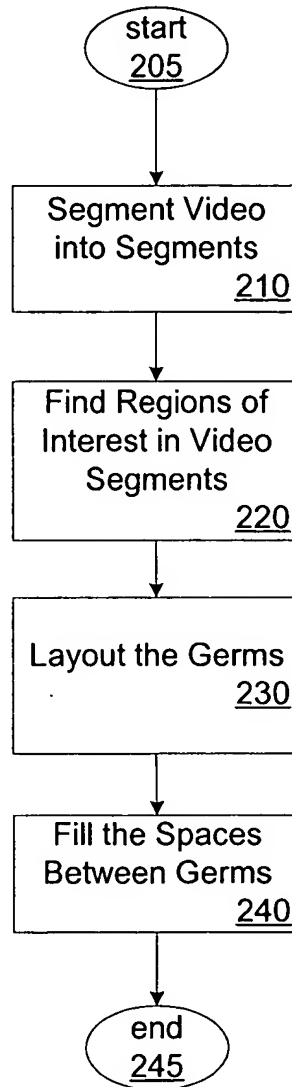 start
205
Segment Video
into Segments
210
Find Regions of
Interest in Video
Segments
220
Layout the Germs
230
Fill the Spaces
Between Germs
240
end
245